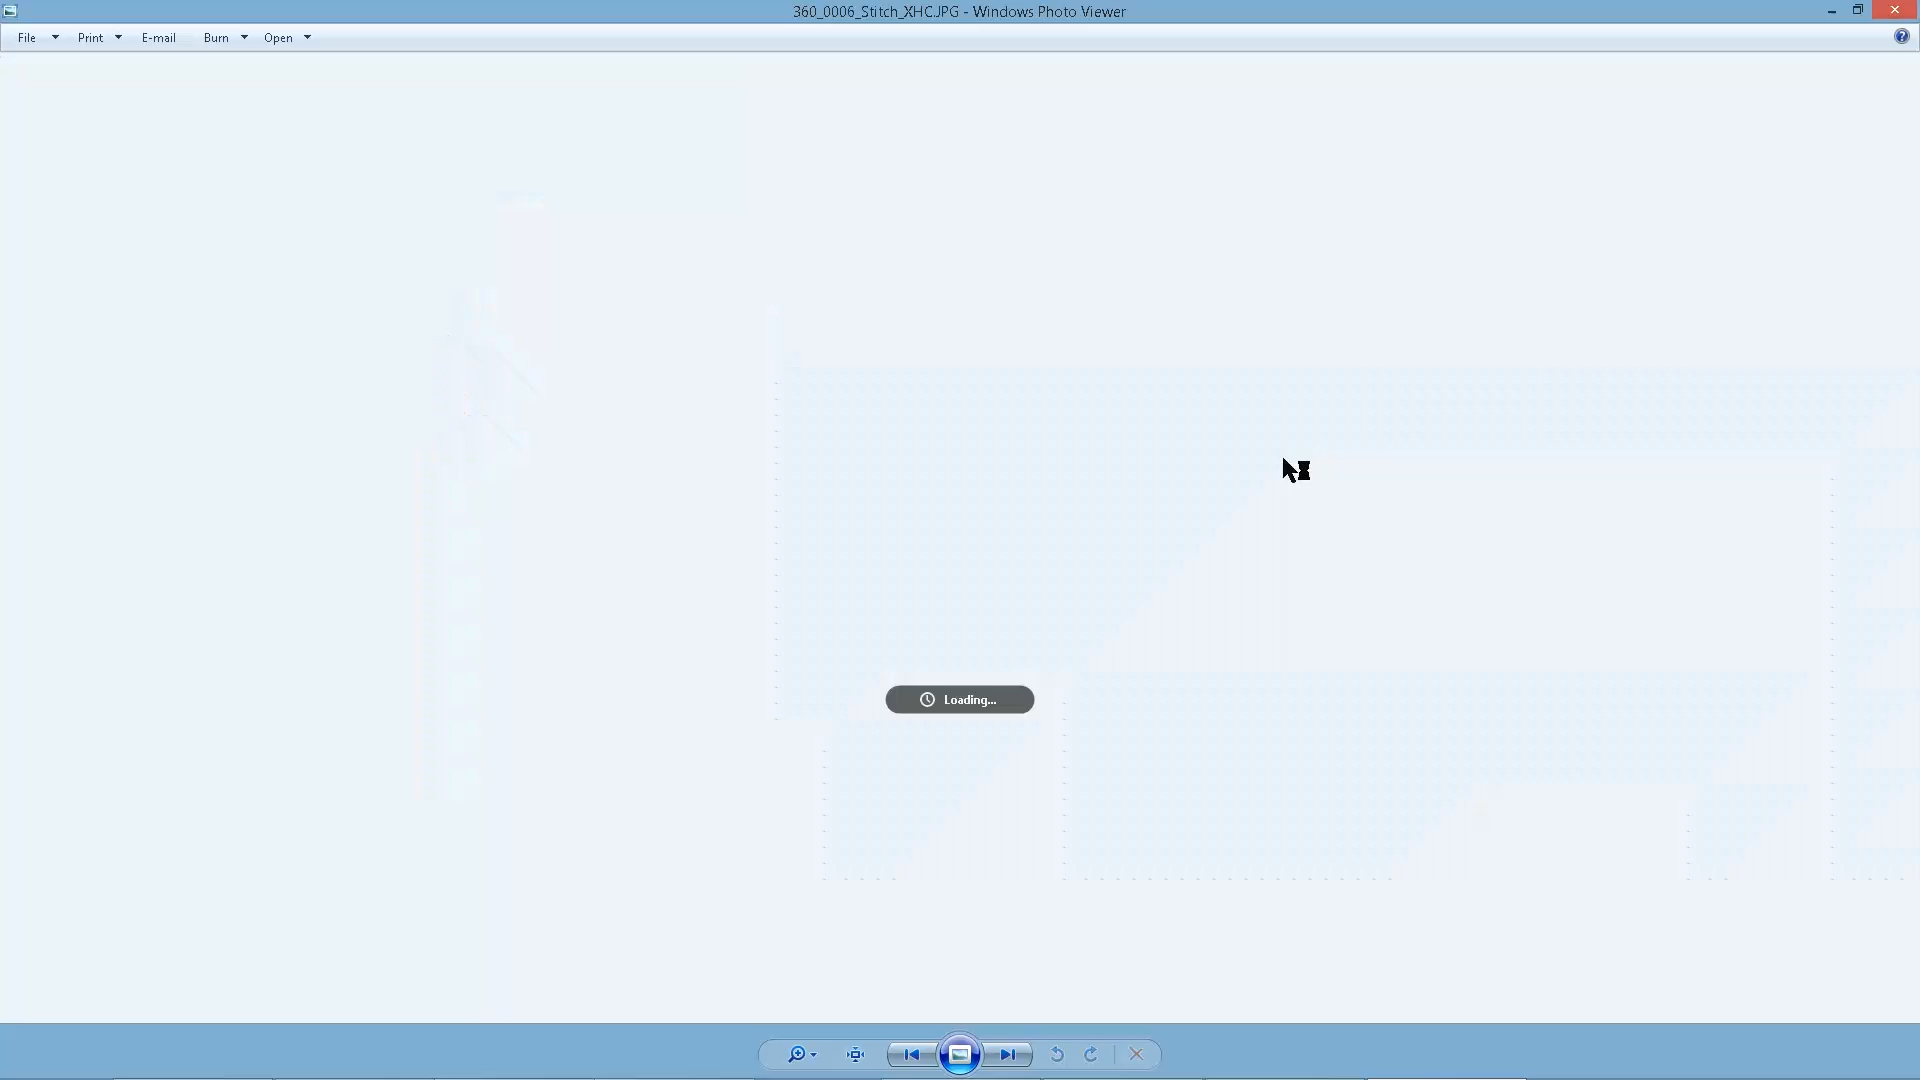 360_0006_Stitch_XHC.JPG - Windows Photo Viewer
File Print E-mail Burn Open ?
Loading...